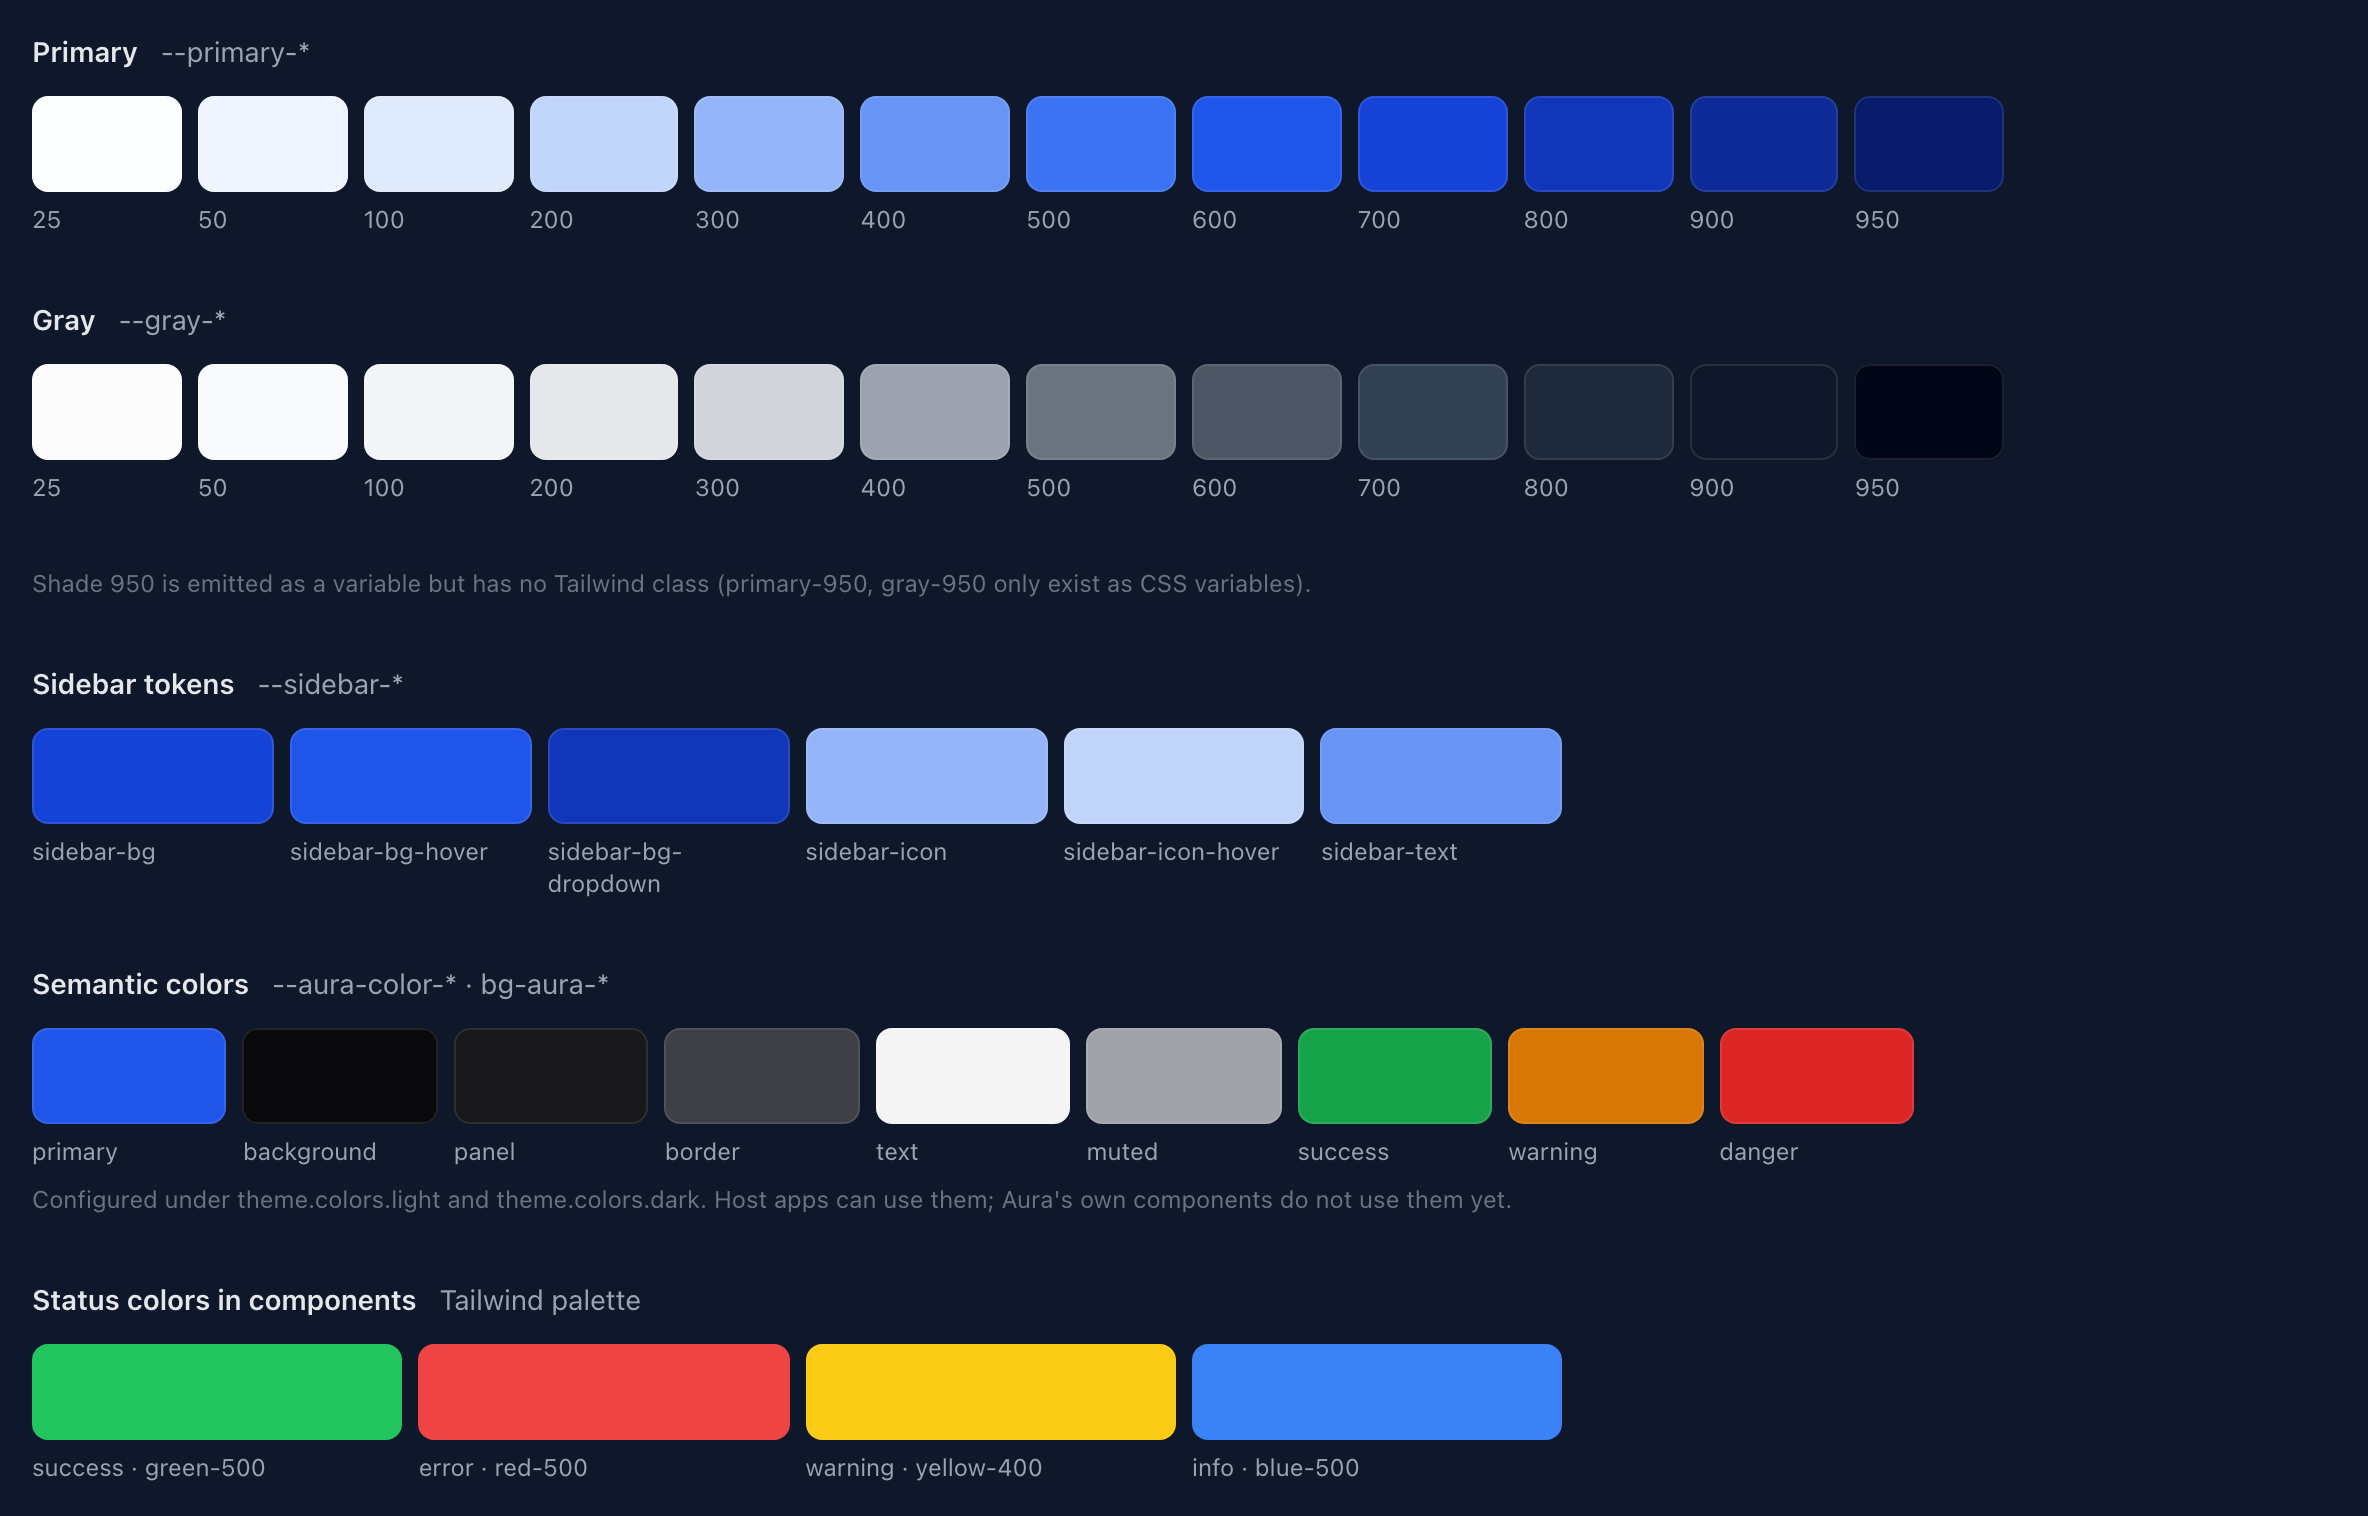 Primary --primary-*
25 50 100 200 300 400 500 600 700 800 900 950
Gray --gray-*
25 50 100 200 300 400 500 600 700 800 900 950
Shade 950 is emitted as a variable but has no Tailwind class (primary-950, gray-950 only exist as CSS variables).
Sidebar tokens --sidebar-*
sidebar-bg sidebar-bg-hover sidebar-bg- sidebar-icon sidebar-icon-hover sidebar-text
dropdown
Semantic colors --aura-color-* · bg-aura-*
primary background panel border text muted success warning danger
Configured under theme.colors.light and theme.colors.dark. Host apps can use them; Aura's own components do not use them yet.
Status colors in components Tailwind palette
success · green-500 error · red-500 warning · yellow-400 info · blue-500